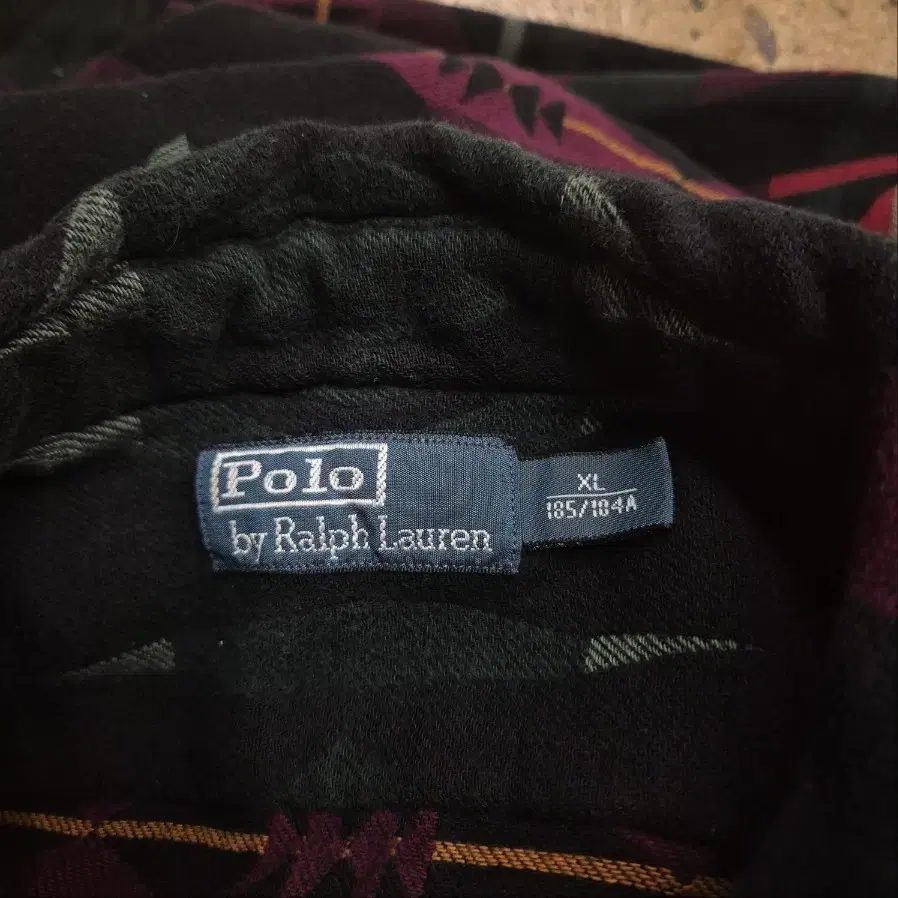 Polo
by Ralph Lauren
XL
185/104A